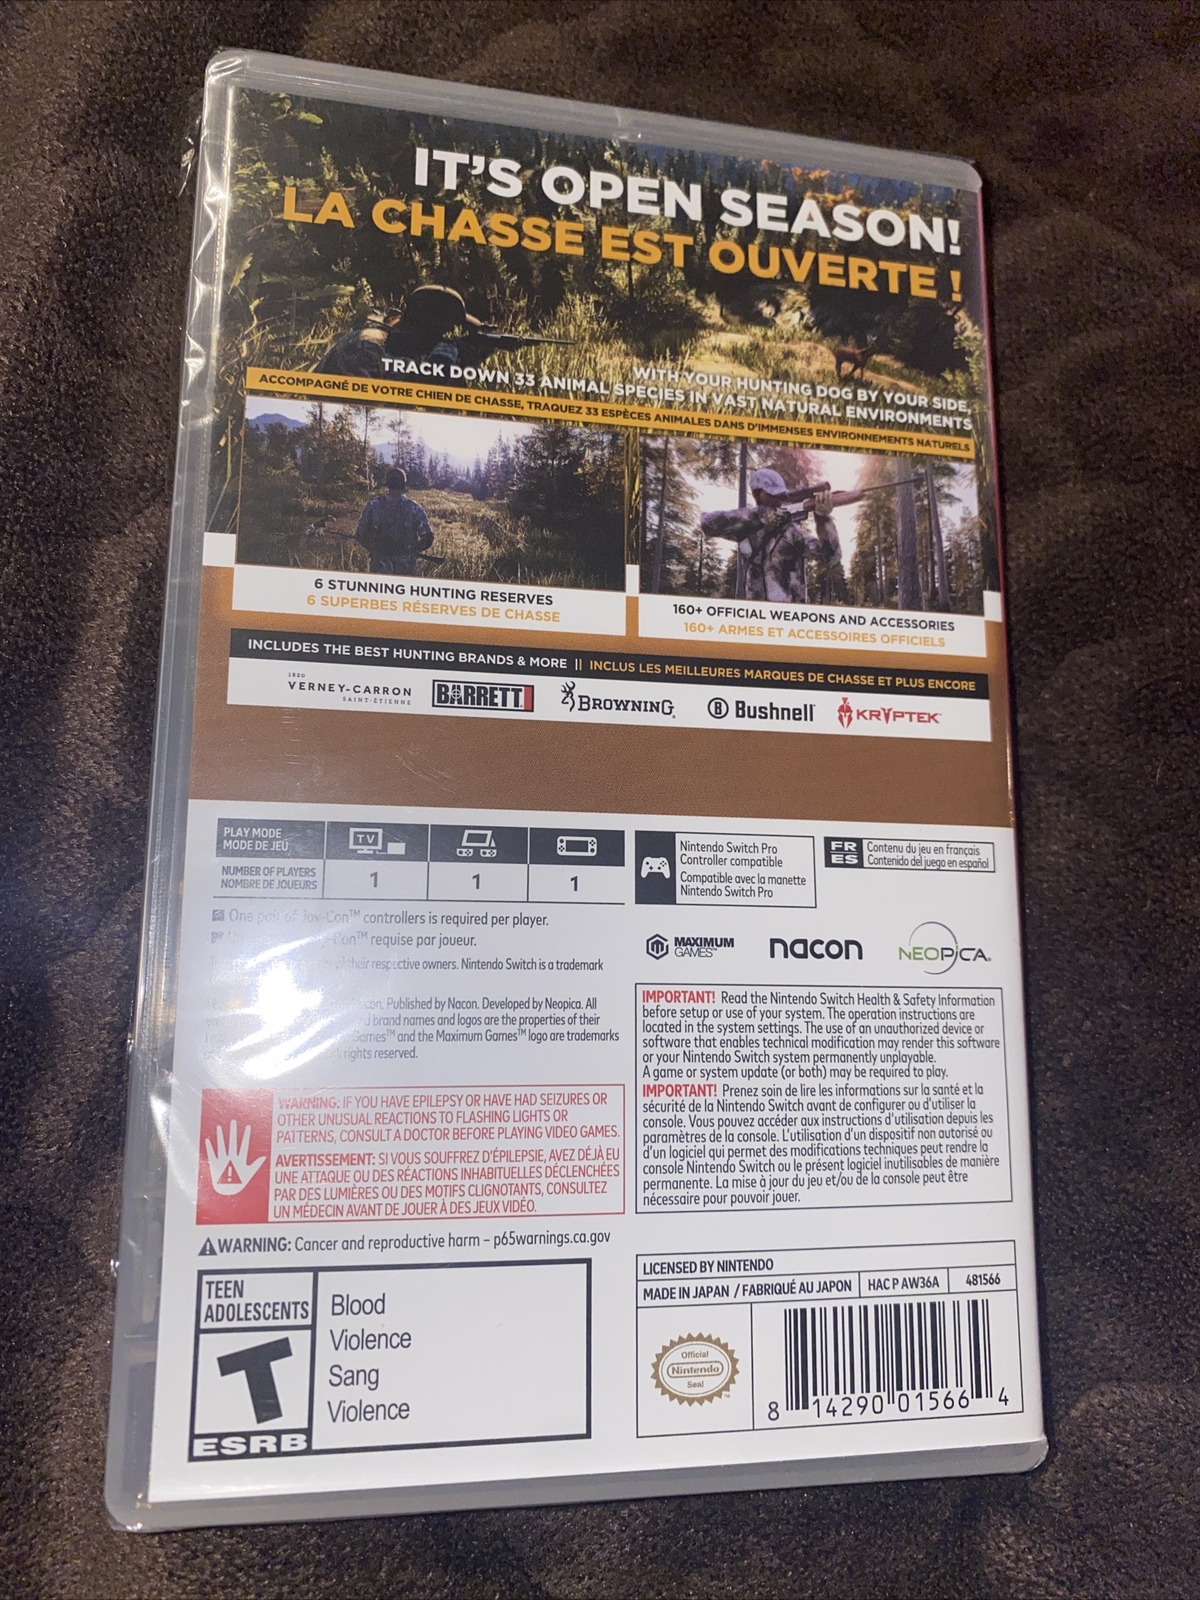 IT'S OPEN SEASON!
LA CHASSE EST OUVERTE !
WITH YOUR HUNTING DOG BY YOUR SIDE,
TRACK DOWN 33 ANIMAL SPECIES IN VAST NATURAL ENVIRONMENTS
ACCOMPAGNÉ DE VOTRE CHIEN DE CHASSE, TRAQUEZ 33 ESPÈCES ANIMALES DANS D'IMMENSES ENVIRONNEMENTS NATURELS
6 STUNNING HUNTING RESERVES
6 SUPERBES RÉSERVES DE CHASSE
160+ OFFICIAL WEAPONS AND ACCESSORIES
160+ ARMES ET ACCESSOIRES OFFICIELS
INCLUDES THE BEST HUNTING BRANDS & MORE || INCLUS LES MEILLEURES MARQUES DE CHASSE ET PLUS ENCORE
1820
VERNEY-CARRON
SAINT-ÉTIENNE
BARRETT
BROWNING
B Bushnell
KRYPTEK
PLAY MODE
MODE DE JEU
TV
NUMBER OF PLAYERS
NOMBRE DE JOUEURS
1 1 1
Nintendo Switch Pro
Controller compatible
Compatible avec la manette
Nintendo Switch Pro
FR
ES
Contenu du jeu en français
Contenido del juego en español
One pair of Joy-Con™ controllers is required per player.
Con™ requise par joueur.
of their respective owners. Nintendo Switch is a trademark
Published by Nacon. Developed by Neopica. All
brand names and logos are the properties of their
Games™ and the Maximum Games™ logo are trademarks
rights reserved.
MAXIMUM
GAMES™
nacon
NEOPICA
IMPORTANT! Read the Nintendo Switch Health & Safety Information
before setup or use of your system. The operation instructions are
located in the system settings. The use of an unauthorized device or
software that enables technical modification may render this software
or your Nintendo Switch system permanently unplayable.
A game or system update (or both) may be required to play.
IMPORTANT! Prenez soin de lire les informations sur la santé et la
sécurité de la Nintendo Switch avant de configurer ou d'utiliser la
console. Vous pouvez accéder aux instructions d'utilisation depuis les
paramètres de la console. L'utilisation d'un dispositif non autorisé ou
d'un logiciel qui permet des modifications techniques peut rendre la
console Nintendo Switch ou le présent logiciel inutilisables de manière
permanente. La mise à jour du jeu et/ou de la console peut être
nécessaire pour pouvoir jouer.
WARNING: IF YOU HAVE EPILEPSY OR HAVE HAD SEIZURES OR
OTHER UNUSUAL REACTIONS TO FLASHING LIGHTS OR
PATTERNS, CONSULT A DOCTOR BEFORE PLAYING VIDEO GAMES.
AVERTISSEMENT: SI VOUS SOUFFREZ D'ÉPILEPSIE, AVEZ DÉJÀ EU
UNE ATTAQUE OU DES RÉACTIONS INHABITUELLES DÉCLENCHÉES
PAR DES LUMIÈRES OU DES MOTIFS CLIGNOTANTS, CONSULTEZ
UN MÉDECIN AVANT DE JOUER À DES JEUX VIDÉO.
WARNING: Cancer and reproductive harm – p65warnings.ca.gov
TEEN
ADOLESCENTS
T
ESRB
Blood
Violence
Sang
Violence
LICENSED BY NINTENDO
MADE IN JAPAN / FABRIQUÉ AU JAPON HAC P AW36A 481566
Official
Nintendo
Seal
8 14290 01566 4